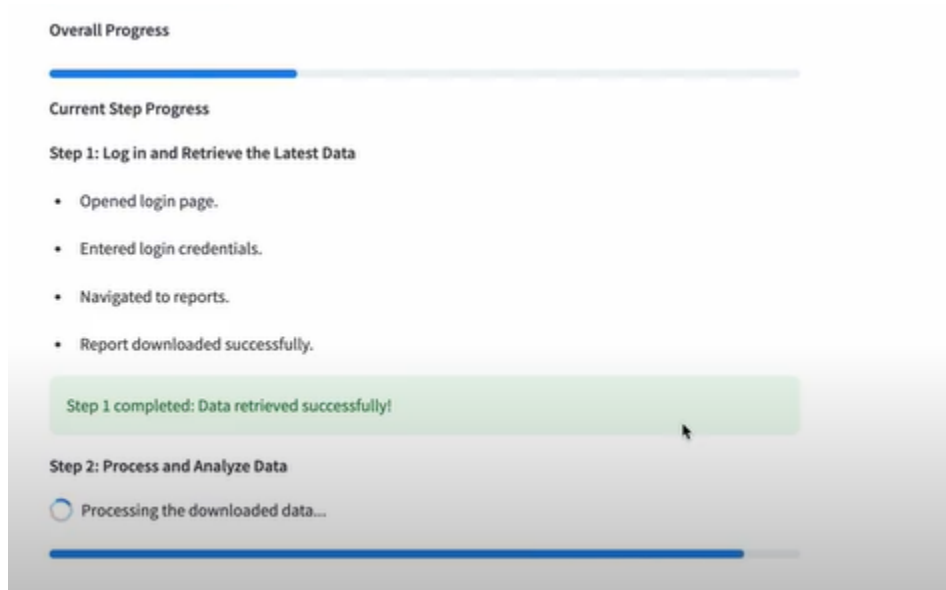 Overall Progress
Current Step Progress
Step 1: Log in and Retrieve the Latest Data
• Opened login page.
• Entered login credentials.
• Navigated to reports.
• Report downloaded successfully.
Step 1 completed: Data retrieved successfully!
Step 2: Process and Analyze Data
Processing the downloaded data...